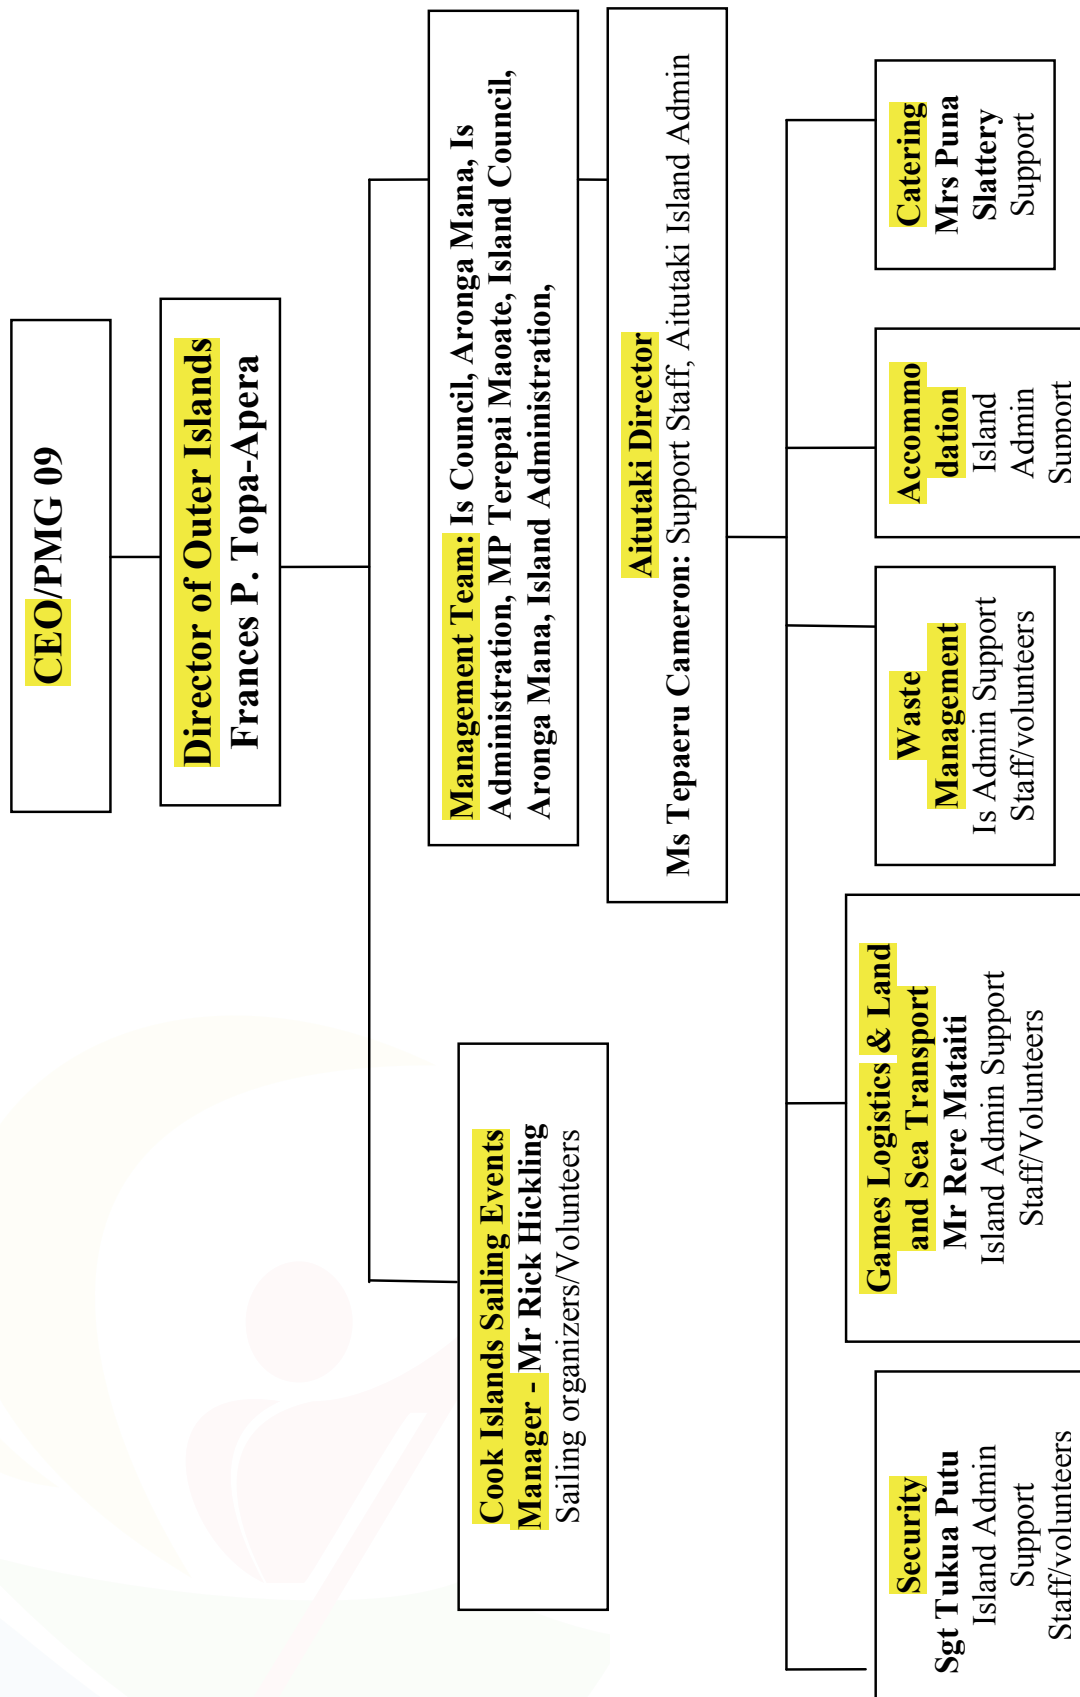 CEO/PMG 09
Director of Outer Islands
Frances P. Topa-Apera
Cook Islands Sailing Events
Manager - Mr Rick Hickling
Sailing organizers/Volunteers
Management Team: Is Council, Aronga Mana, Is
Administration, MP Terepai Maoate, Island Council,
Aronga Mana, Island Administration,
Aitutaki Director
Ms Tepaeru Cameron: Support Staff, Aitutaki Island Admin
Security
Sgt Tukua Putu
Island Admin
Support
Staff/volunteers
Games Logistics & Land
and Sea Transport
Mr Rere Mataiti
Island Admin Support
Staff/Volunteers
Waste
Management
Is Admin Support
Staff/volunteers
Accommo
dation
Island
Admin
Support
Catering
Mrs Puna
Slattery
Support